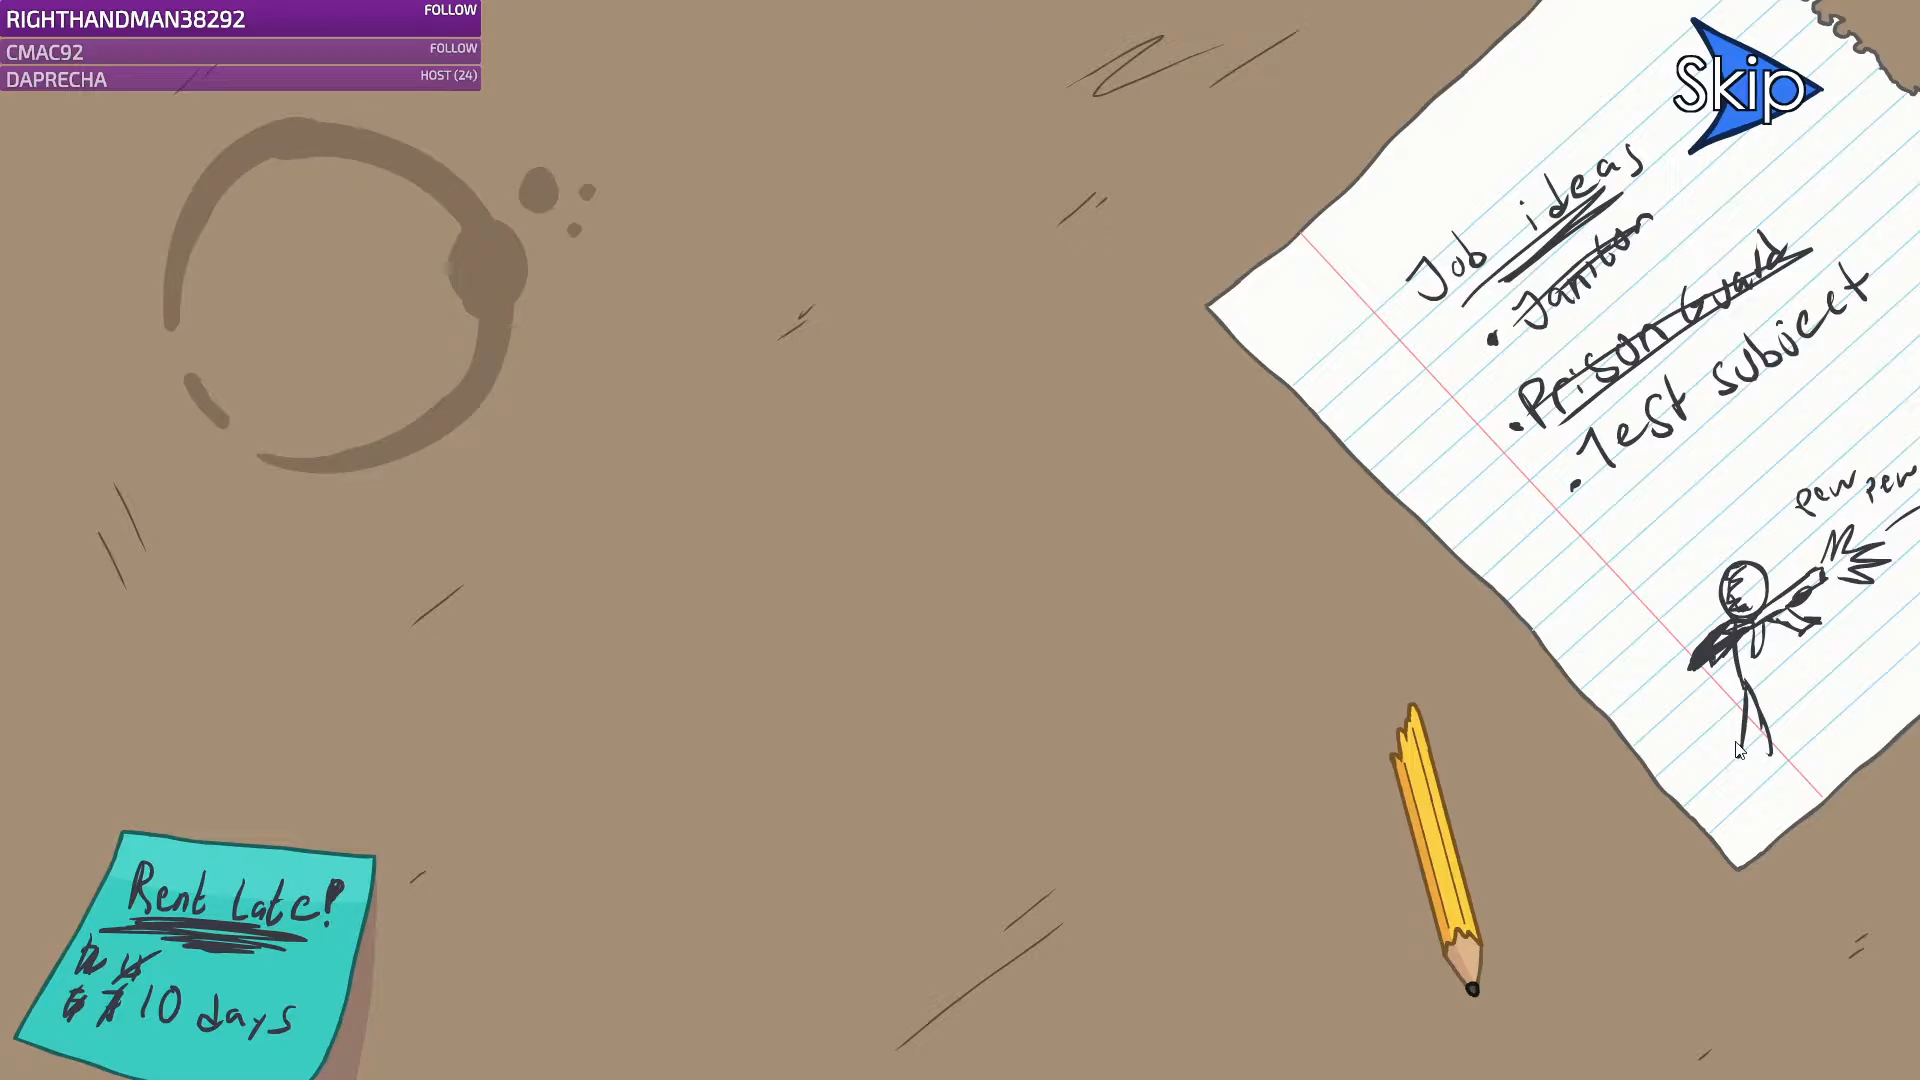 RIGHTHANDMAN38292 FOLLOW
CMAC92 FOLLOW
DAPRECHA HOST (24)
Skip
Job ideas
• Janitor
• Prison Guard
• Test subject
pew pew
Rent Late!
10 days